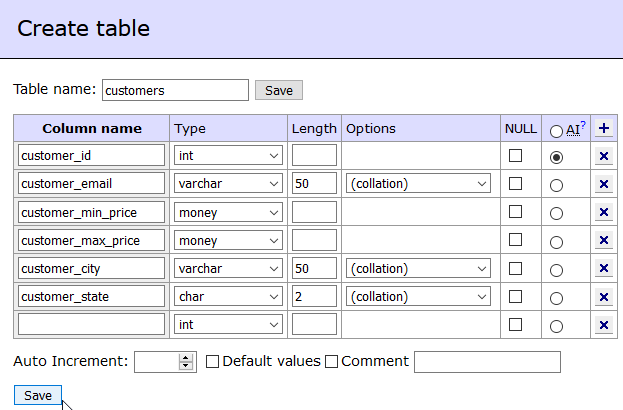 Create table
Table name: customers Save
Column name Type Length Options NULL AI? +
customer_id int
customer_email varchar 50 (collation)
customer_min_price money
customer_max_price money
customer_city varchar 50 (collation)
customer_state char 2 (collation)
int
Auto Increment: Default values Comment
Save